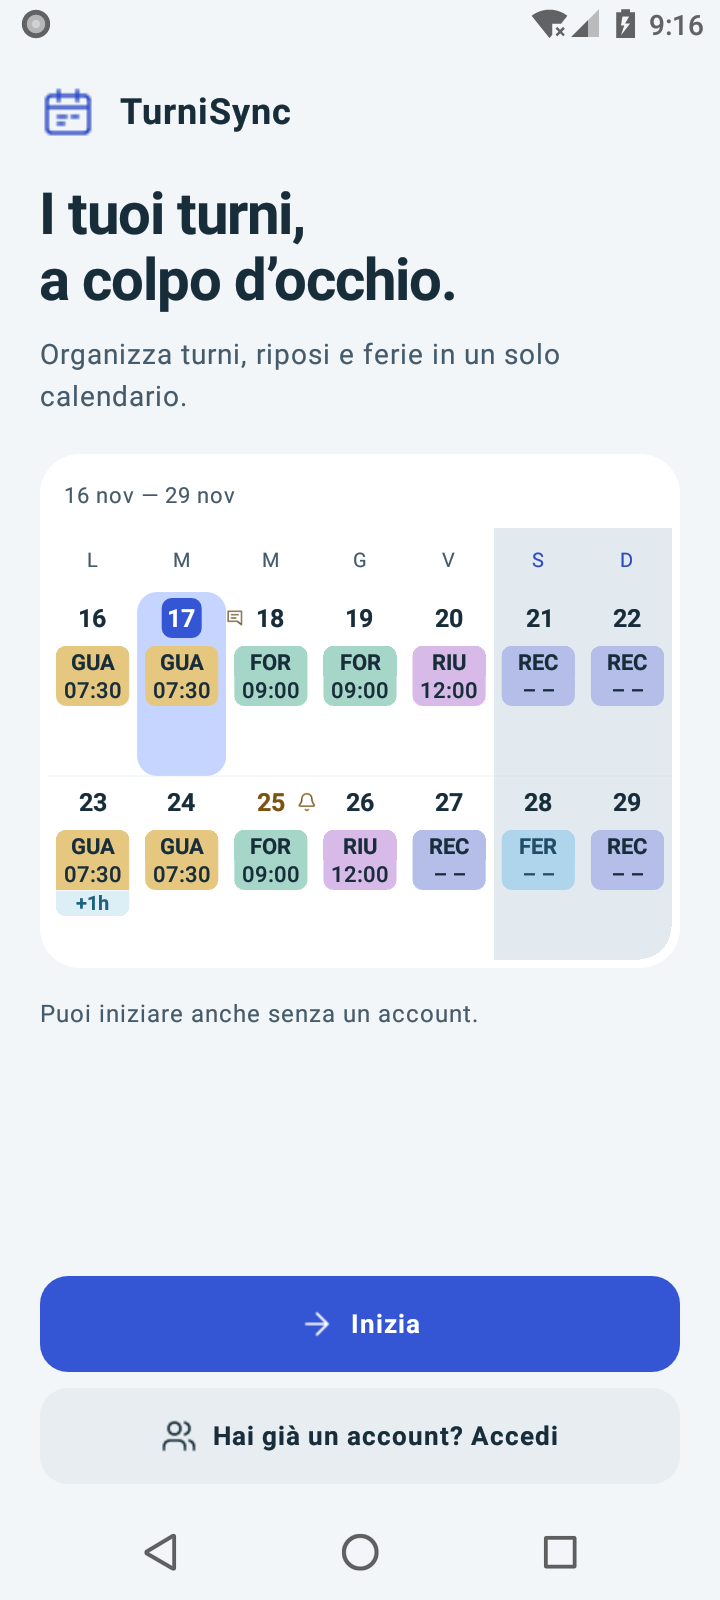 9:16
TurniSync
I tuoi turni,
a colpo d’occhio.
Organizza turni, riposi e ferie in un solo
calendario.
16 nov — 29 nov
L M M G V S D
16 17 18 19 20 21 22
GUA GUA FOR FOR RIU REC REC
07:30 07:30 09:00 09:00 12:00 – – – –
23 24 25 26 27 28 29
GUA GUA FOR RIU REC FER REC
07:30 07:30 09:00 12:00 – – – – – –
+1h
Puoi iniziare anche senza un account.
Inizia
Hai già un account? Accedi